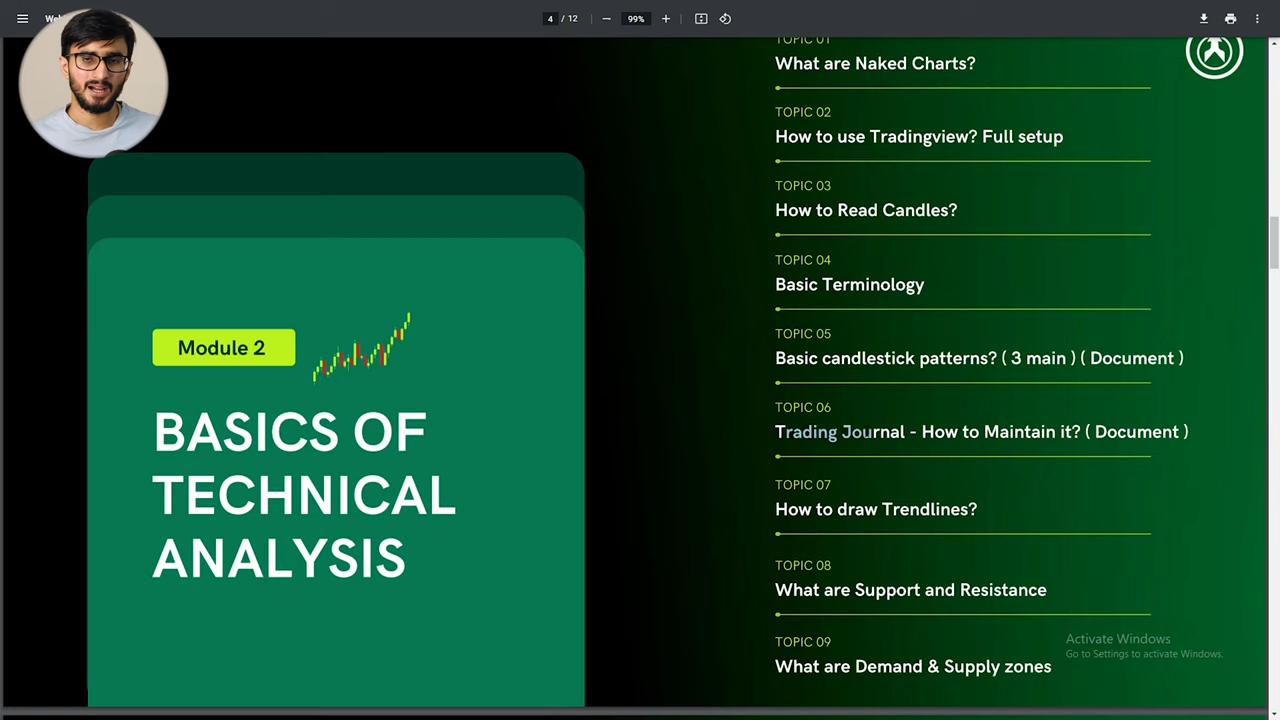 We
4 / 12
99%
Module 2
BASICS OF
TECHNICAL
ANALYSIS
TOPIC 01
What are Naked Charts?
TOPIC 02
How to use Tradingview? Full setup
TOPIC 03
How to Read Candles?
TOPIC 04
Basic Terminology
TOPIC 05
Basic candlestick patterns? ( 3 main ) ( Document )
TOPIC 06
Trading Journal - How to Maintain it? ( Document )
TOPIC 07
How to draw Trendlines?
TOPIC 08
What are Support and Resistance
TOPIC 09
What are Demand & Supply zones
Activate Windows
Go to Settings to activate Windows.